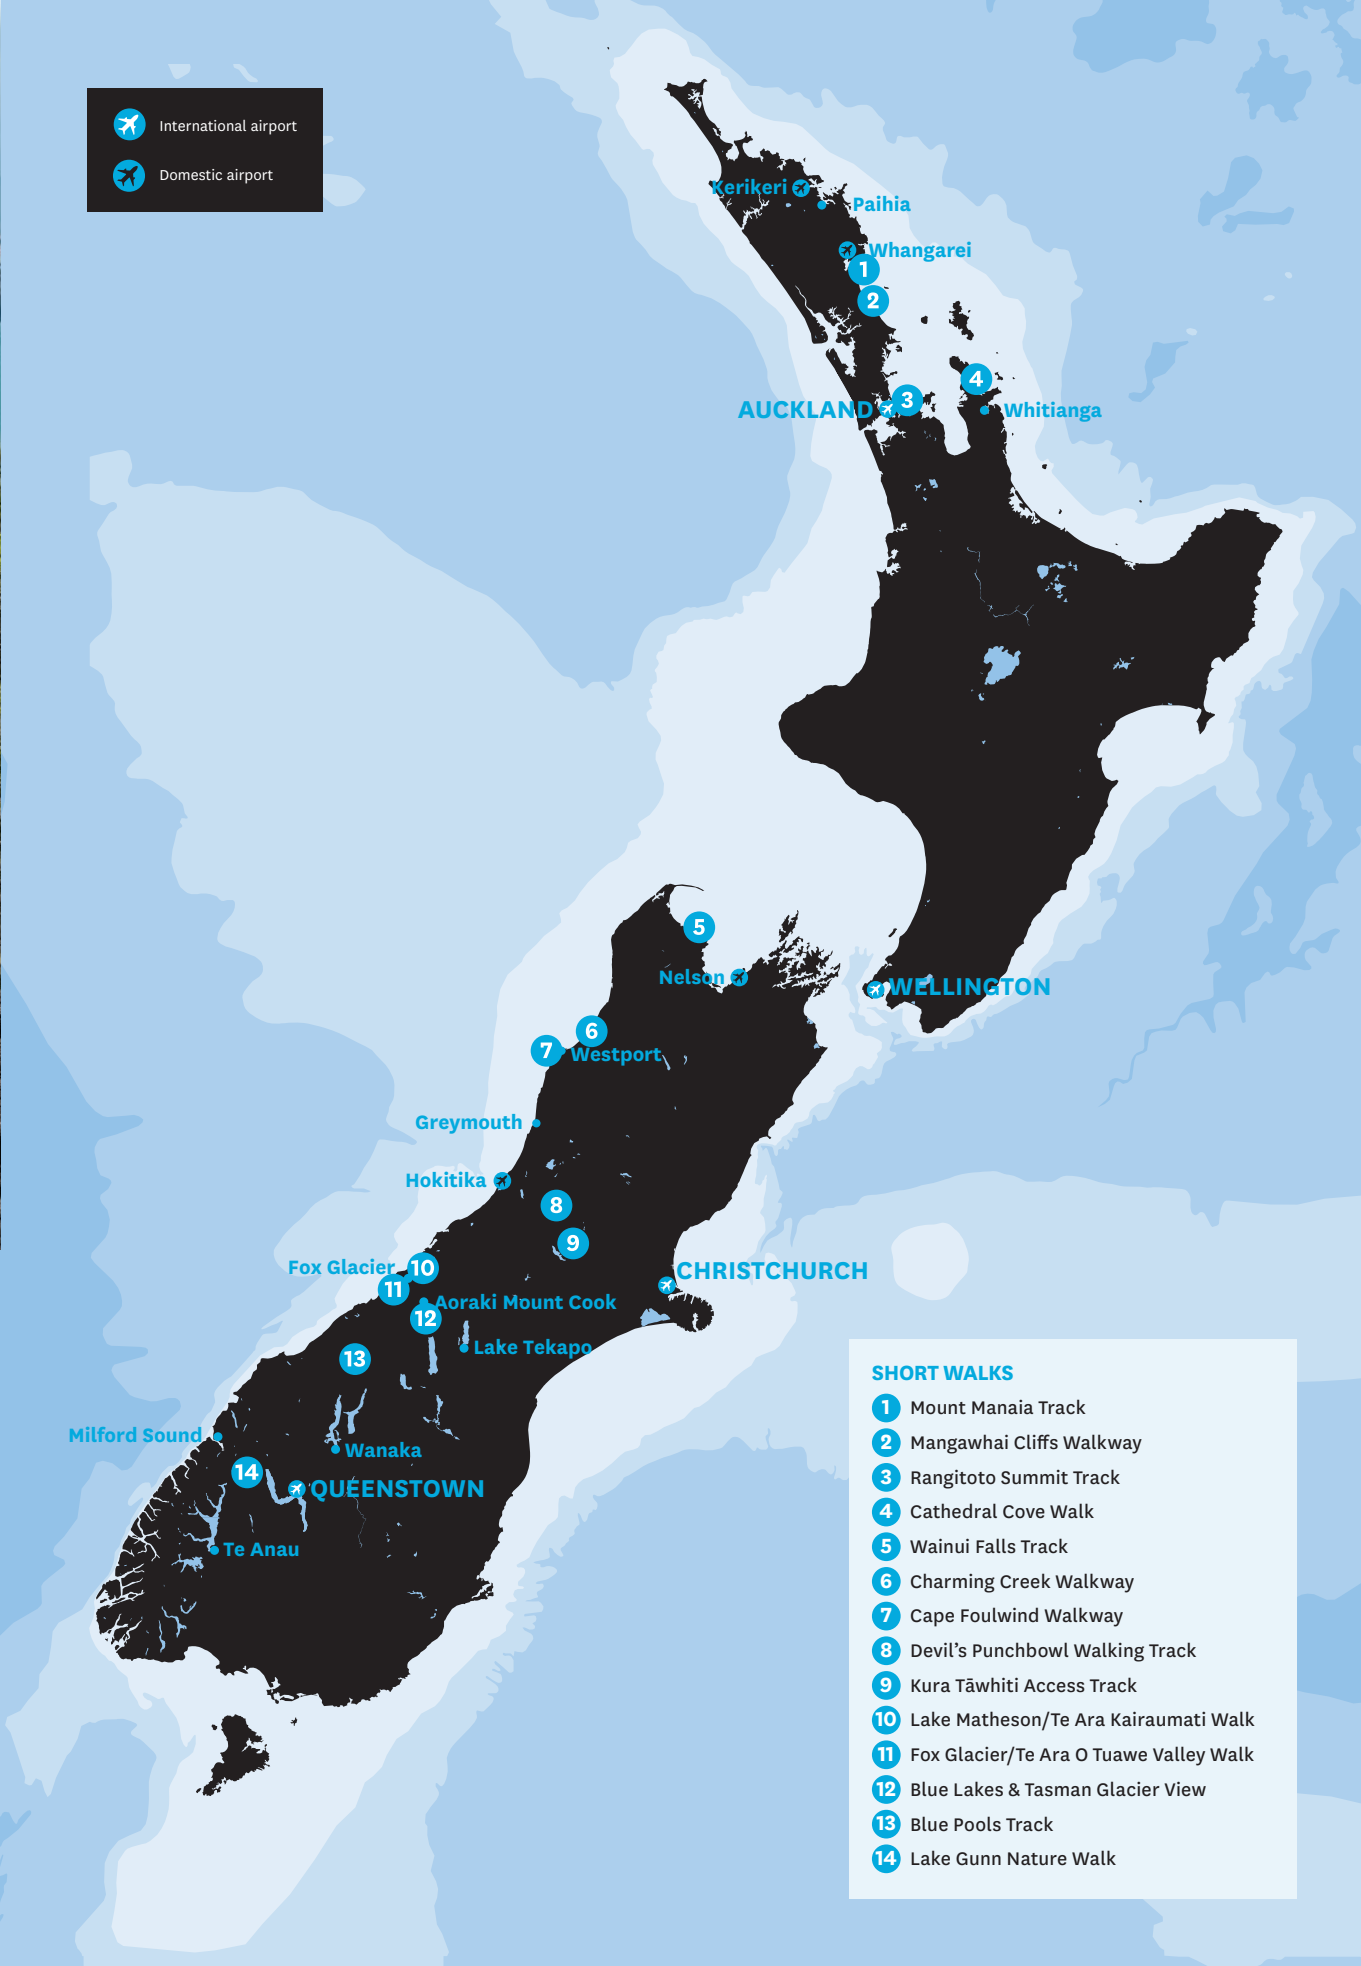 International airport
Domestic airport
Kerikeri
Paihia
Whangarei
1
2
4
3
AUCKLAND
Whitianga
5
Nelson
WELLINGTON
6
7
Westport
Greymouth
Hokitika
8
9
Fox Glacier
10
CHRISTCHURCH
11
Aoraki Mount Cook
12
Lake Tekapo
13
Milford Sound
Wanaka
14
QUEENSTOWN
Te Anau
SHORT WALKS
1 Mount Manaia Track
2 Mangawhai Cliffs Walkway
3 Rangitoto Summit Track
4 Cathedral Cove Walk
5 Wainui Falls Track
6 Charming Creek Walkway
7 Cape Foulwind Walkway
8 Devil's Punchbowl Walking Track
9 Kura Tāwhiti Access Track
10 Lake Matheson/Te Ara Kairaumati Walk
11 Fox Glacier/Te Ara O Tuawe Valley Walk
12 Blue Lakes & Tasman Glacier View
13 Blue Pools Track
14 Lake Gunn Nature Walk